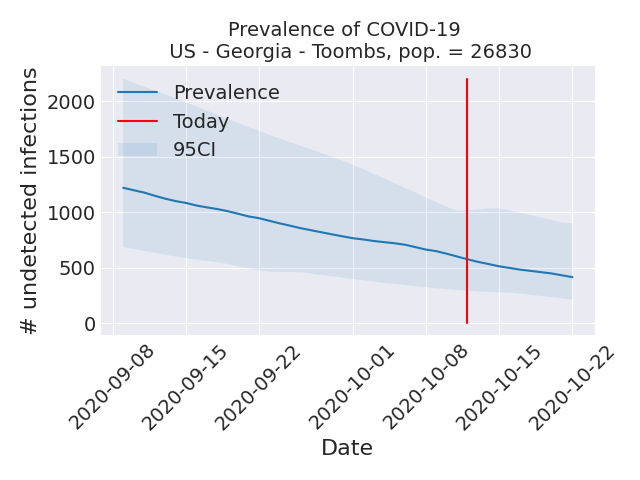 Prevalence of COVID-19
US - Georgia - Toombs, pop. = 26830
# undetected infections
2000
1500
1000
500
0
Prevalence
Today
95CI
2020-09-08
2020-09-15
2020-09-22
2020-10-01
2020-10-08
2020-10-15
2020-10-22
Date